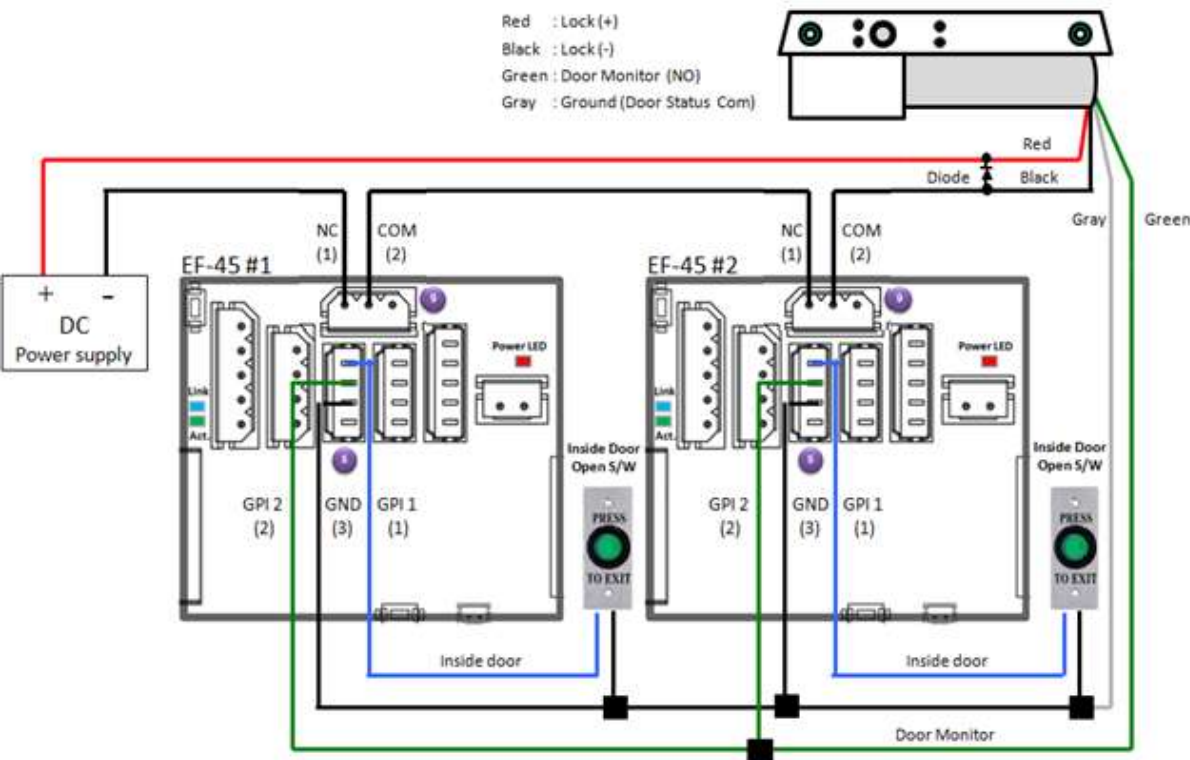 Red : Lock (+)
Black : Lock (-)
Green : Door Monitor (NO)
Gray : Ground (Door Status Com)
Red
Diode
Black
Gray
Green
NC
(1)
COM
(2)
NC
(1)
COM
(2)
EF-45 #1
EF-45 #2
+ -
DC
Power supply
Power LED
Link
Act.
Power LED
Link
Act.
Inside Door
Open S/W
Inside Door
Open S/W
GPI 2
(2)
GND
(3)
GPI 1
(1)
PRESS
TO EXIT
GPI 2
(2)
GND
(3)
GPI 1
(1)
PRESS
TO EXIT
Inside door
Inside door
Door Monitor